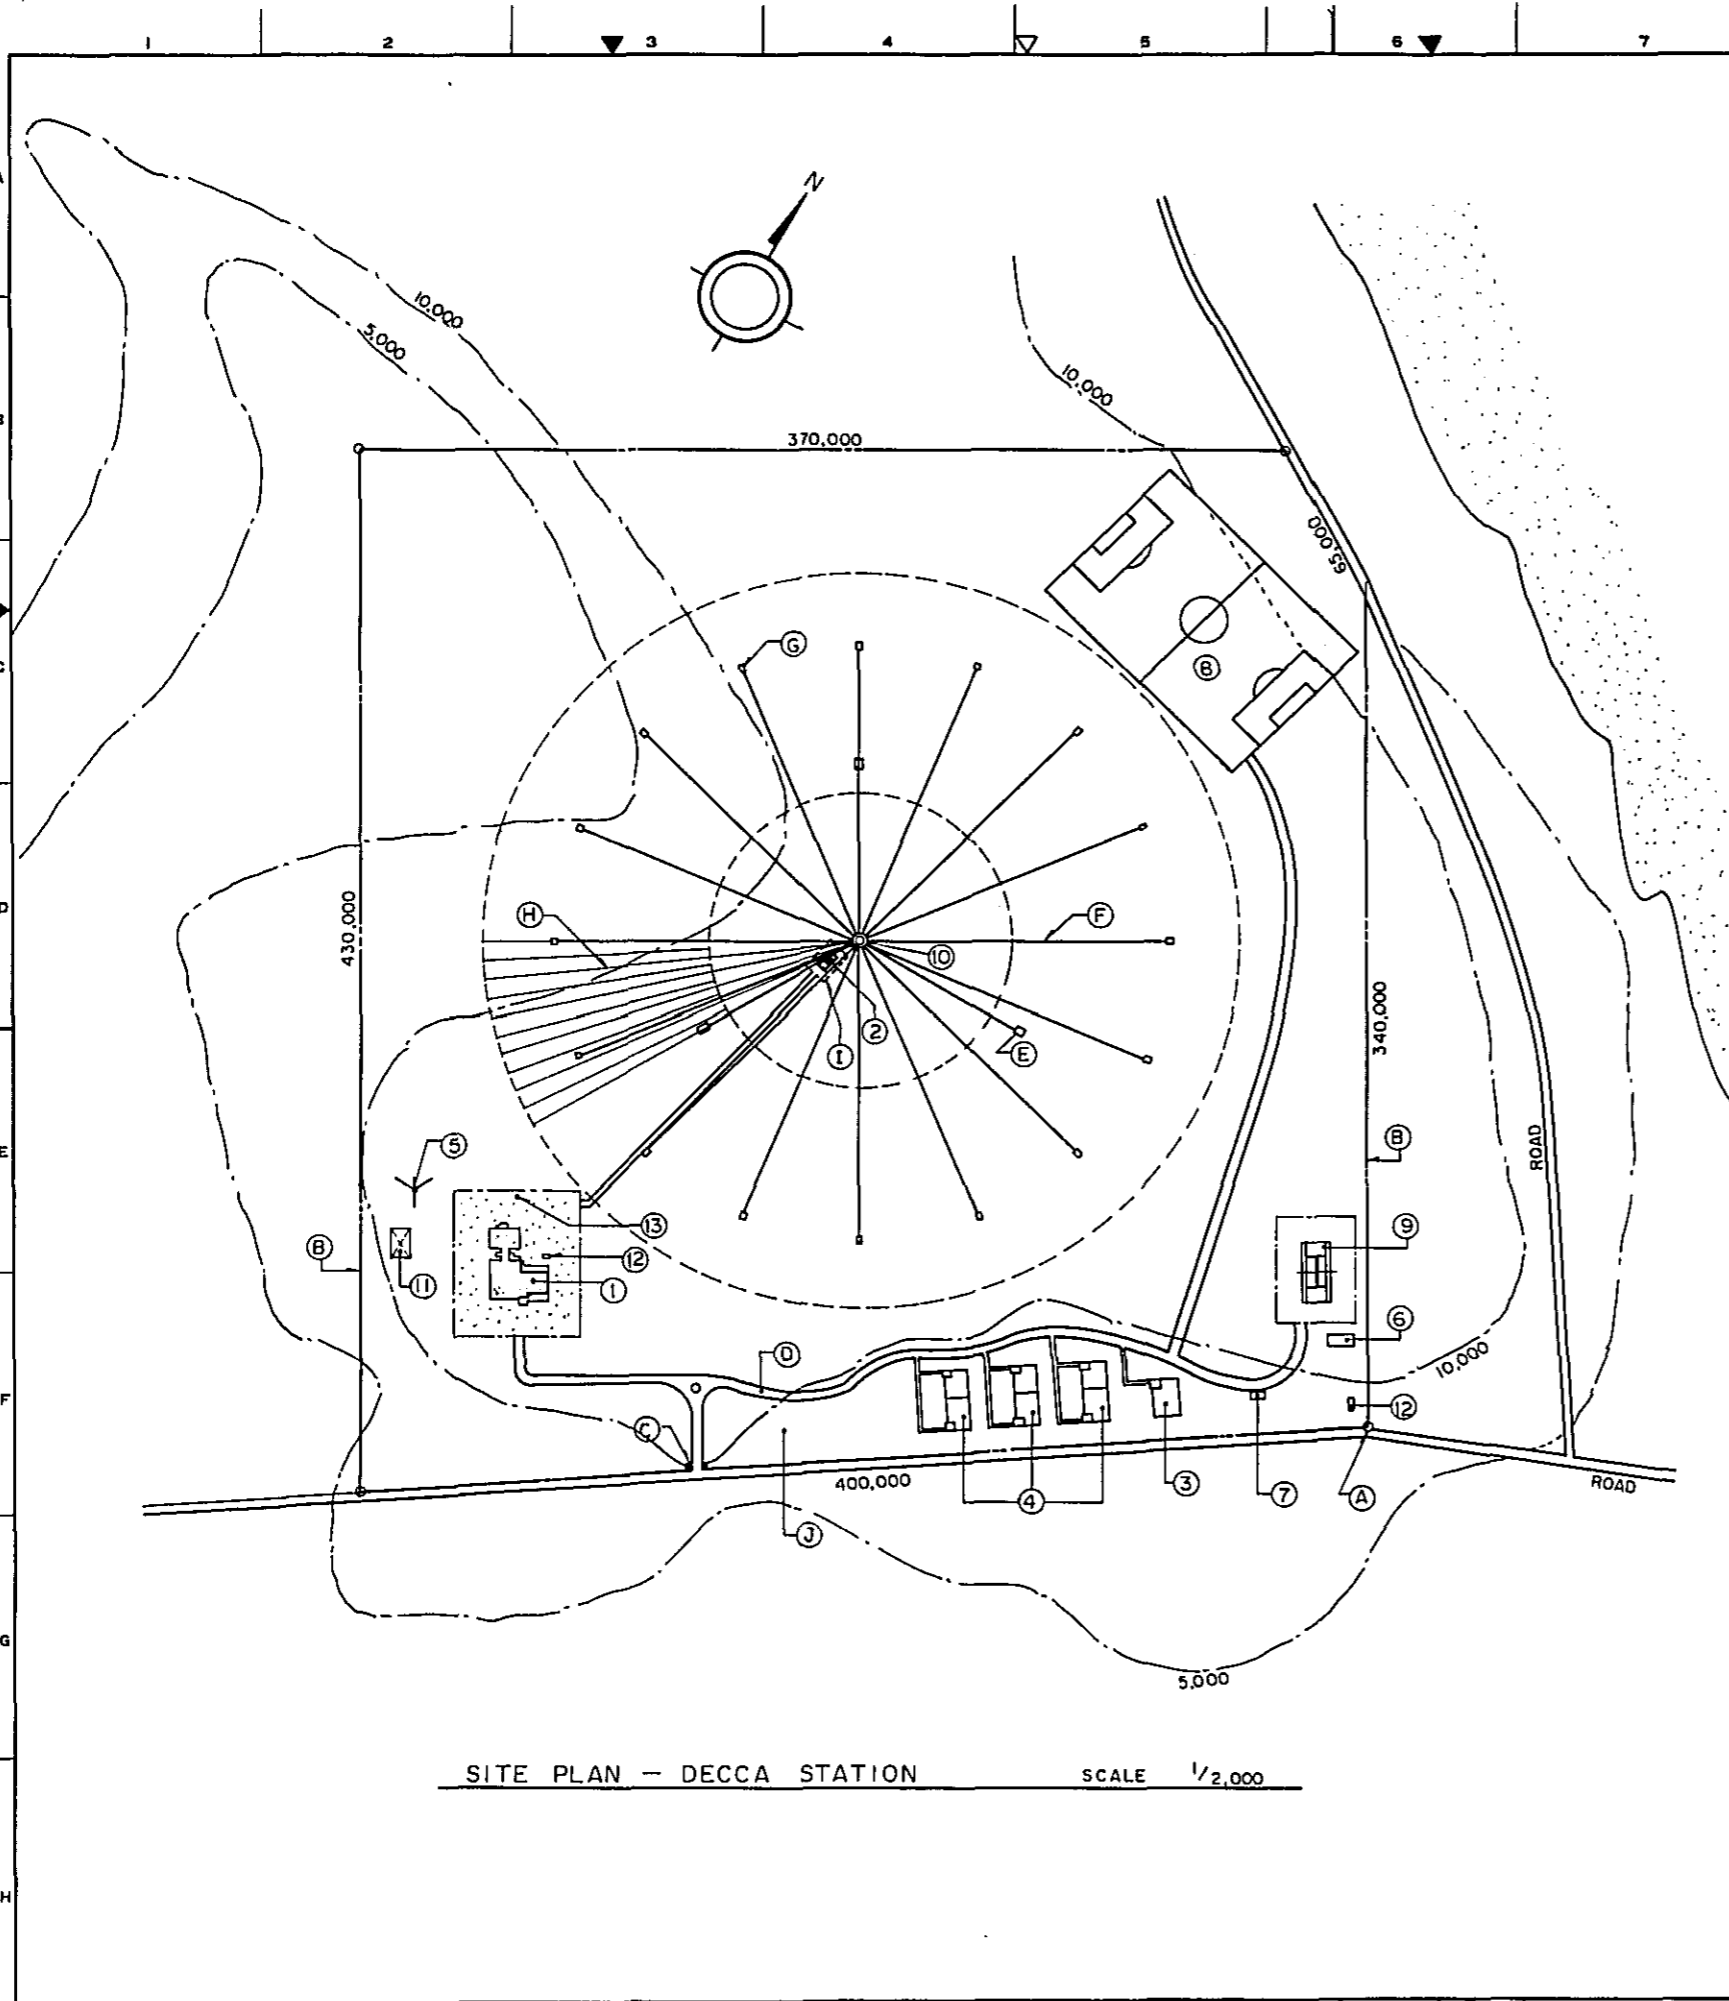 1 2 3 4 5 6 7
A
N
10,000
5,000
10,000
B
370,000
65,000
G
C
8
D
430,000
H
F
10
340,000
2
I
E
E
ROAD
5
B
13
9
B
12
11
1
6
D
10,000
F
12
C
400,000
4
3
7
A
ROAD
J
G
5,000
SITE PLAN - DECCA STATION SCALE 1/2,000
H